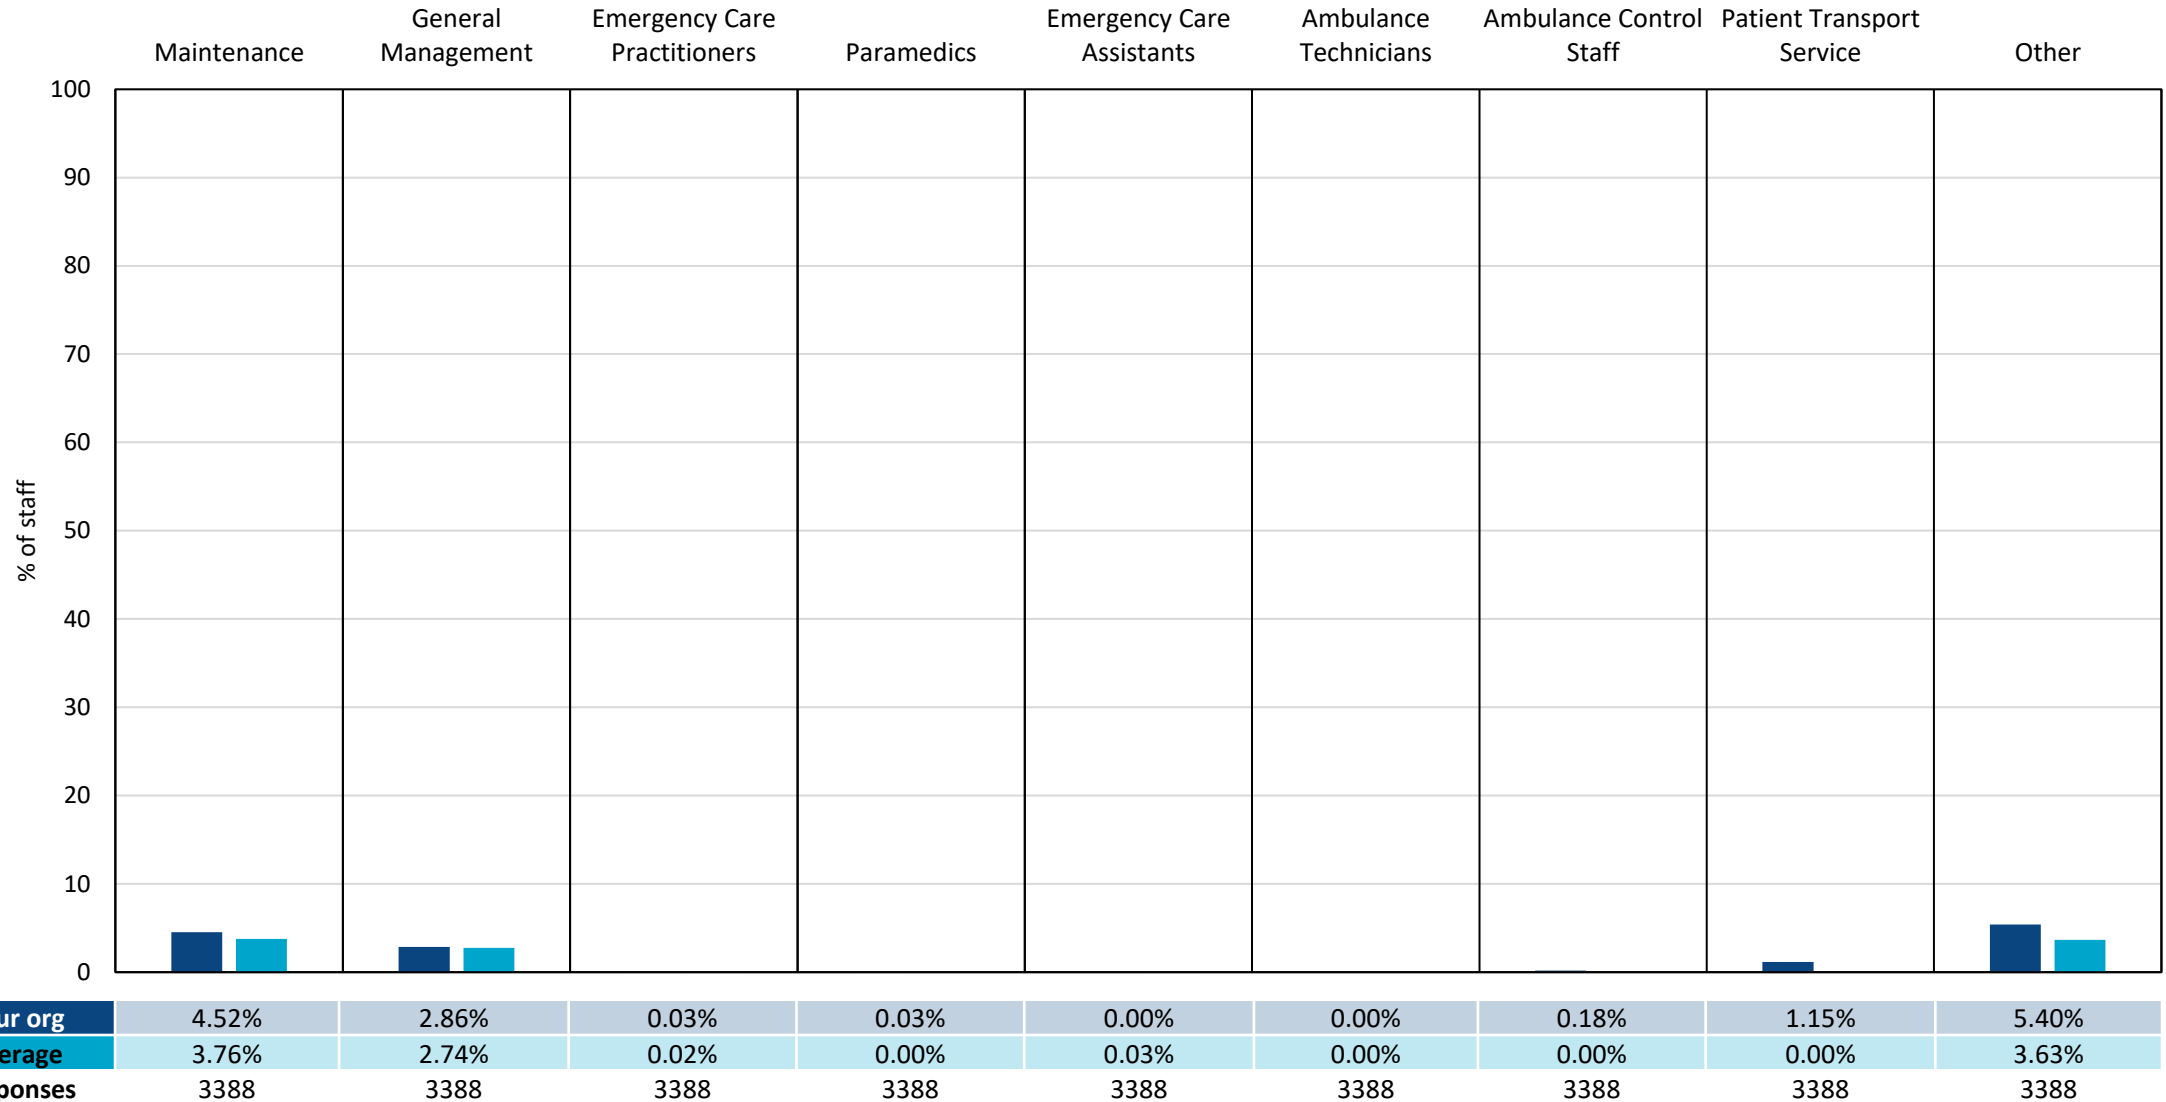 Maintenance
General
Management
Emergency Care
Practitioners
Paramedics
Emergency Care
Assistants
Ambulance
Technicians
Ambulance Control
Staff
Patient Transport
Service
Other
% of staff
100
90
80
70
60
50
40
30
20
10
0
ur org 4.52% 2.86% 0.03% 0.03% 0.00% 0.00% 0.18% 1.15% 5.40%
erage 3.76% 2.74% 0.02% 0.00% 0.03% 0.00% 0.00% 0.00% 3.63%
ponses 3388 3388 3388 3388 3388 3388 3388 3388 3388